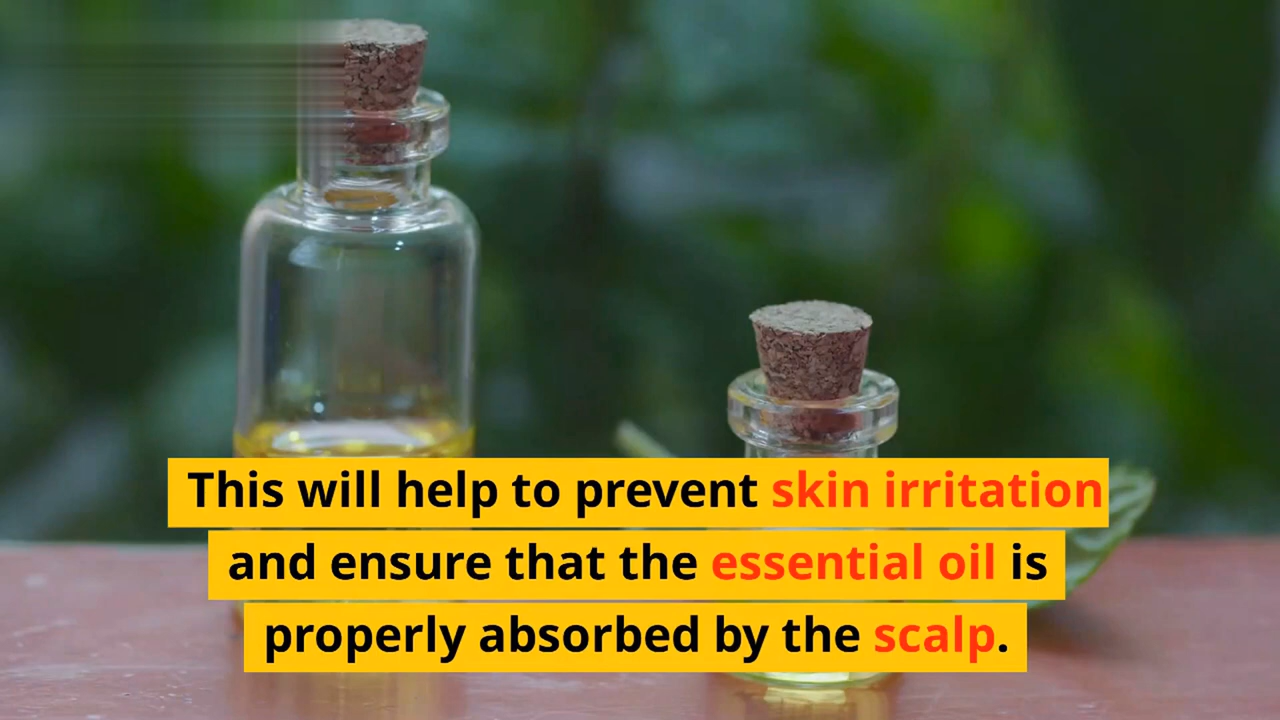 This will help to prevent skin irritation
and ensure that the essential oil is
properly absorbed by the scalp.